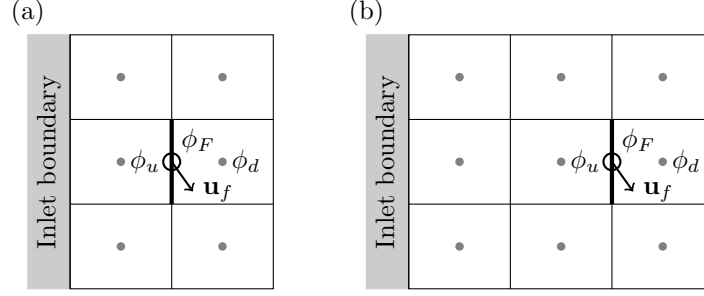 (a)
Inlet boundary
ϕ_F
ϕ_u
ϕ_d
𝐮_f
(b)
Inlet boundary
ϕ_F
ϕ_u
ϕ_d
𝐮_f